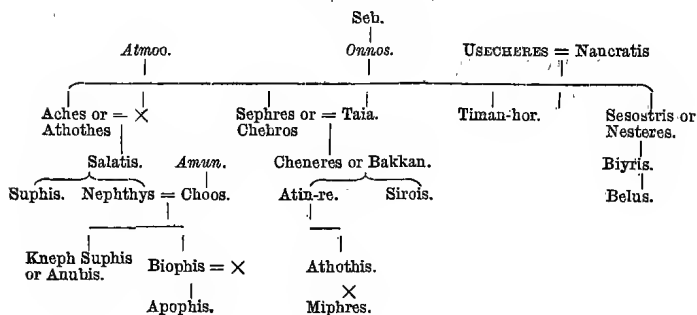 Seb.
Atmoo. Onnos. USECHERES = Nancratis
Aches or = × Sephres or = Taia. Timan-hor. Sesostris or
Athothes Chebros Nesteres.
Salatis. Amun. Cheneres or Bakkan. Biyris.
Suphis. Nephthys = Choos. Atin-re. Sirois. Belus.
Kneph Suphis Biophis = × Athothis.
or Anubis. ×
Apophis. Miphres.